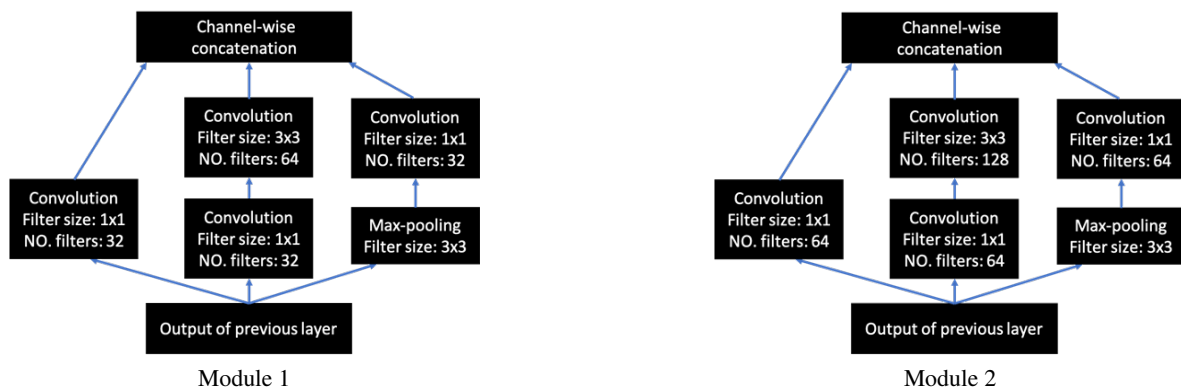 Channel-wise
concatenation
Convolution
Filter size: 3x3
NO. filters: 64
Convolution
Filter size: 1x1
NO. filters: 32
Convolution
Filter size: 1x1
NO. filters: 32
Convolution
Filter size: 1x1
NO. filters: 32
Max-pooling
Filter size: 3x3
Output of previous layer
Module 1
Channel-wise
concatenation
Convolution
Filter size: 3x3
NO. filters: 128
Convolution
Filter size: 1x1
NO. filters: 64
Convolution
Filter size: 1x1
NO. filters: 64
Convolution
Filter size: 1x1
NO. filters: 64
Max-pooling
Filter size: 3x3
Output of previous layer
Module 2